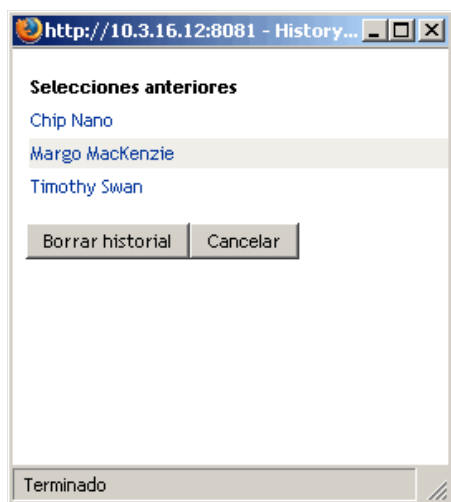 http://10.3.16.12:8081 - History...
Selecciones anteriores
Chip Nano
Margo MacKenzie
Timothy Swan
Borrar historial Cancelar
Terminado